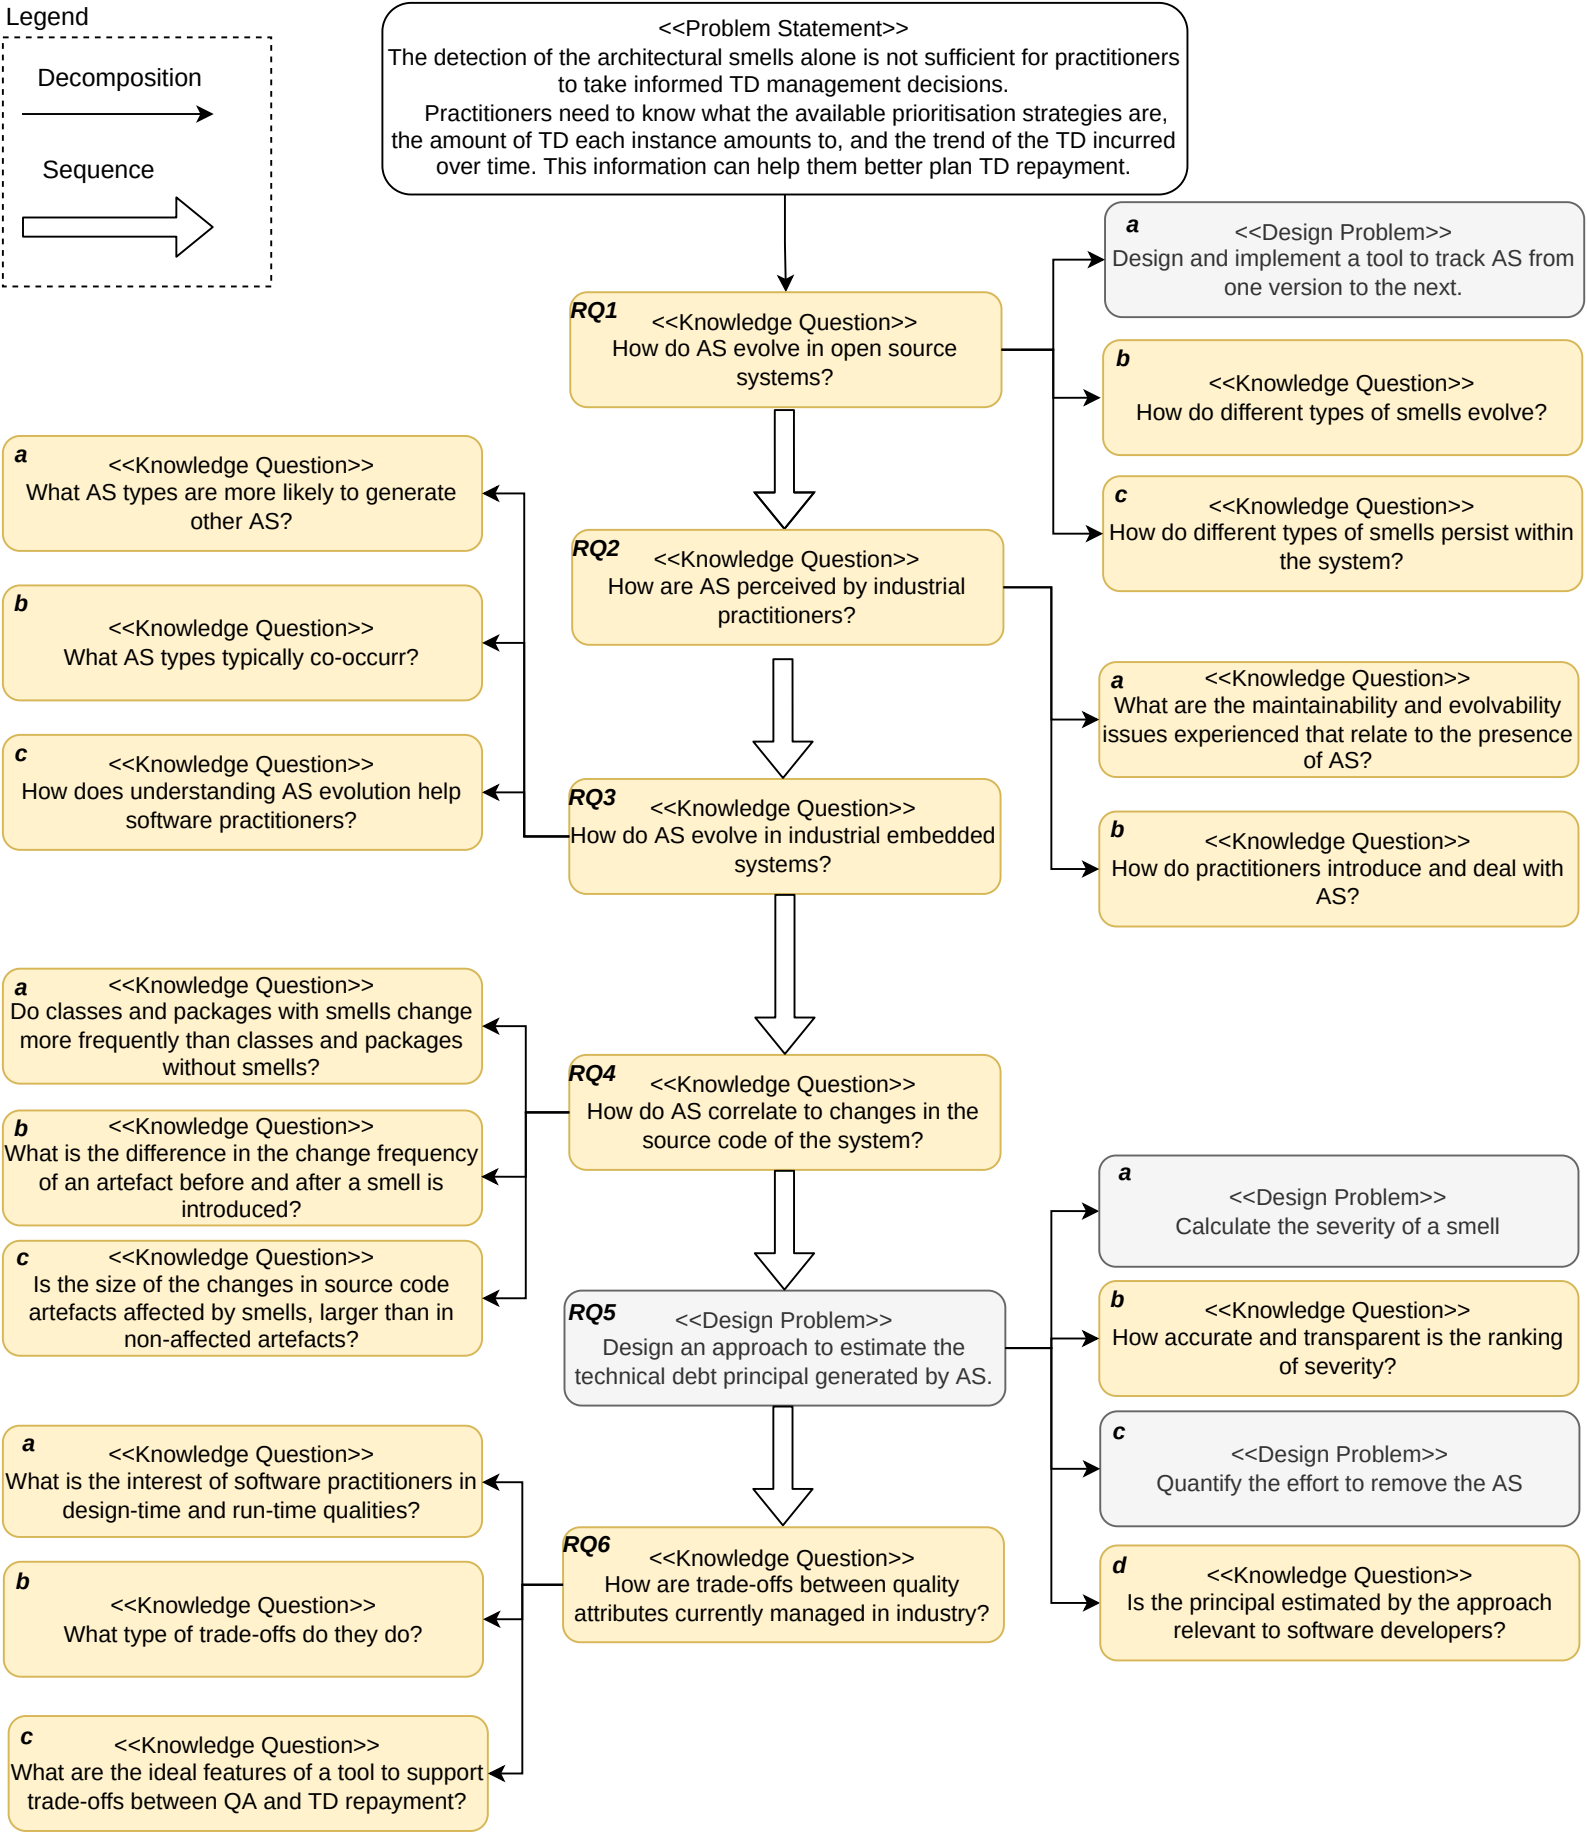 Legend
Decomposition
Sequence
<<Problem Statement>>
The detection of the architectural smells alone is not sufficient for practitioners
to take informed TD management decisions.
Practitioners need to know what the available prioritisation strategies are,
the amount of TD each instance amounts to, and the trend of the TD incurred
over time. This information can help them better plan TD repayment.
RQ1
<<Knowledge Question>>
How do AS evolve in open source
systems?
a
<<Design Problem>>
Design and implement a tool to track AS from
one version to the next.
b
<<Knowledge Question>>
How do different types of smells evolve?
c
<<Knowledge Question>>
How do different types of smells persist within
the system?
RQ2
<<Knowledge Question>>
How are AS perceived by industrial
practitioners?
a
<<Knowledge Question>>
What are the maintainability and evolvability
issues experienced that relate to the presence
of AS?
b
<<Knowledge Question>>
How do practitioners introduce and deal with
AS?
RQ3
<<Knowledge Question>>
How do AS evolve in industrial embedded
systems?
a
<<Knowledge Question>>
What AS types are more likely to generate
other AS?
b
<<Knowledge Question>>
What AS types typically co-occurr?
c
<<Knowledge Question>>
How does understanding AS evolution help
software practitioners?
RQ4
<<Knowledge Question>>
How do AS correlate to changes in the
source code of the system?
a
<<Knowledge Question>>
Do classes and packages with smells change
more frequently than classes and packages
without smells?
b
<<Knowledge Question>>
What is the difference in the change frequency
of an artefact before and after a smell is
introduced?
c
<<Knowledge Question>>
Is the size of the changes in source code
artefacts affected by smells, larger than in
non-affected artefacts?
RQ5
<<Design Problem>>
Design an approach to estimate the
technical debt principal generated by AS.
a
<<Design Problem>>
Calculate the severity of a smell
b
<<Knowledge Question>>
How accurate and transparent is the ranking
of severity?
c
<<Design Problem>>
Quantify the effort to remove the AS
d
<<Knowledge Question>>
Is the principal estimated by the approach
relevant to software developers?
RQ6
<<Knowledge Question>>
How are trade-offs between quality
attributes currently managed in industry?
a
<<Knowledge Question>>
What is the interest of software practitioners in
design-time and run-time qualities?
b
<<Knowledge Question>>
What type of trade-offs do they do?
c
<<Knowledge Question>>
What are the ideal features of a tool to support
trade-offs between QA and TD repayment?